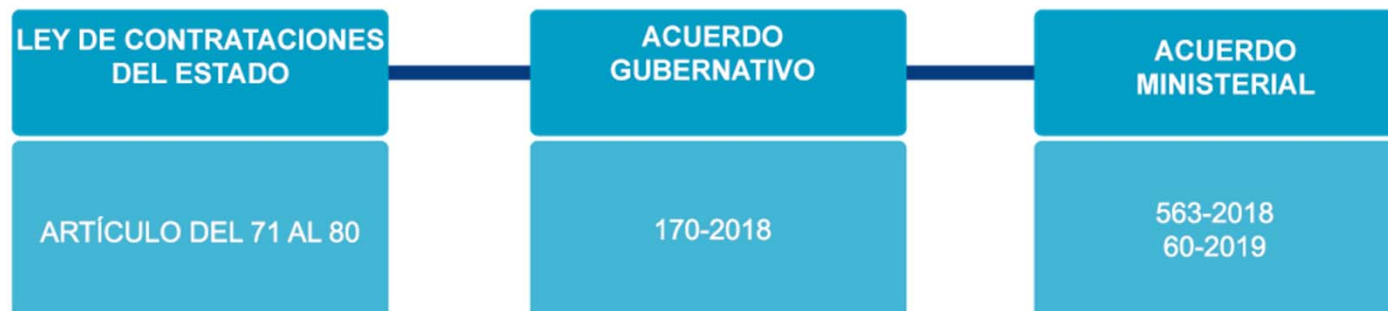 LEY DE CONTRATACIONES
DEL ESTADO
ARTÍCULO DEL 71 AL 80
ACUERDO
GUBERNATIVO
170-2018
ACUERDO
MINISTERIAL
563-2018
60-2019